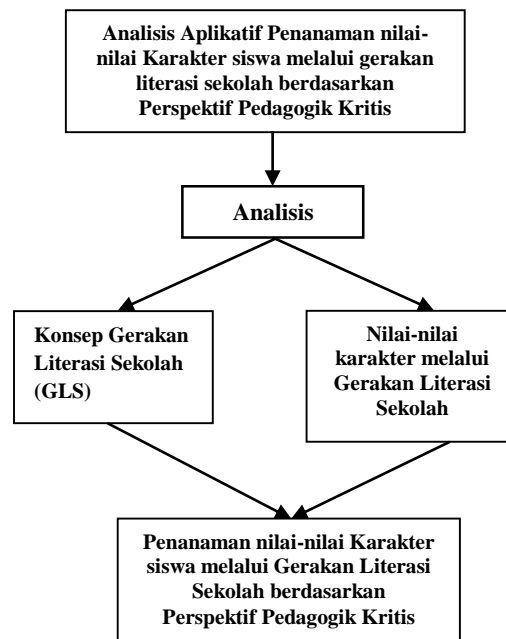 Analisis Aplikatif Penanaman nilai-
nilai Karakter siswa melalui gerakan
literasi sekolah berdasarkan
Perspektif Pedagogik Kritis
Analisis
Konsep Gerakan
Literasi Sekolah
(GLS)
Nilai-nilai
karakter melalui
Gerakan Literasi
Sekolah
Penanaman nilai-nilai Karakter
siswa melalui Gerakan Literasi
Sekolah berdasarkan
Perspektif Pedagogik Kritis